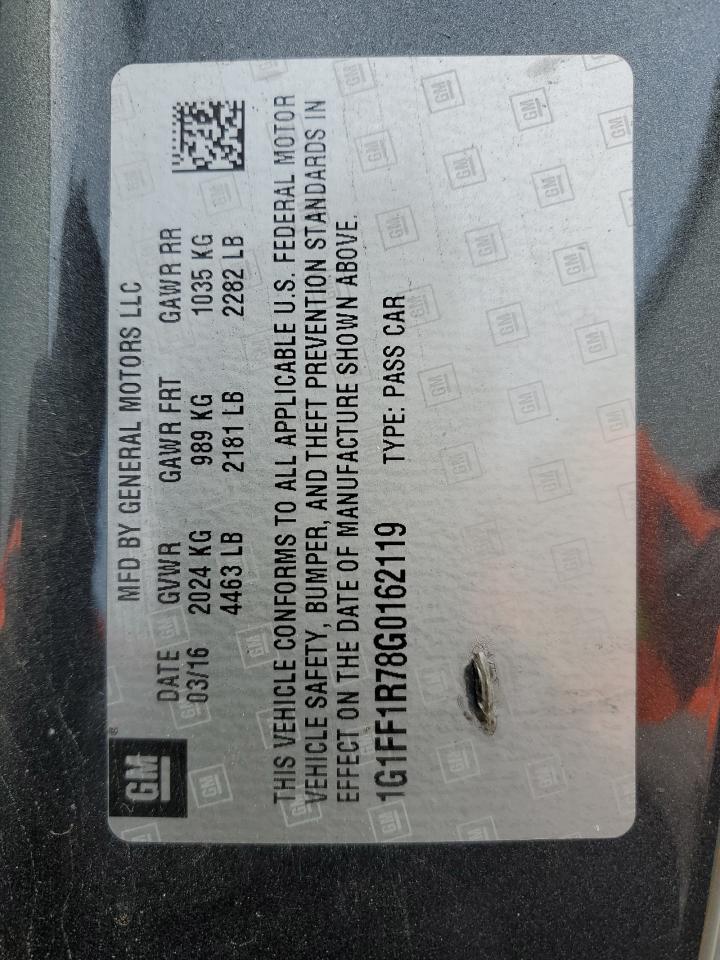 GM®
MFD BY GENERAL MOTORS LLC
DATE GVWR GAWR FRT GAWR RR
03/16 2024 KG 989 KG 1035 KG
4463 LB 2181 LB 2282 LB
THIS VEHICLE CONFORMS TO ALL APPLICABLE U.S. FEDERAL MOTOR
VEHICLE SAFETY, BUMPER, AND THEFT PREVENTION STANDARDS IN
EFFECT ON THE DATE OF MANUFACTURE SHOWN ABOVE.
1G1FF1R78G0162119 TYPE: PASS CAR